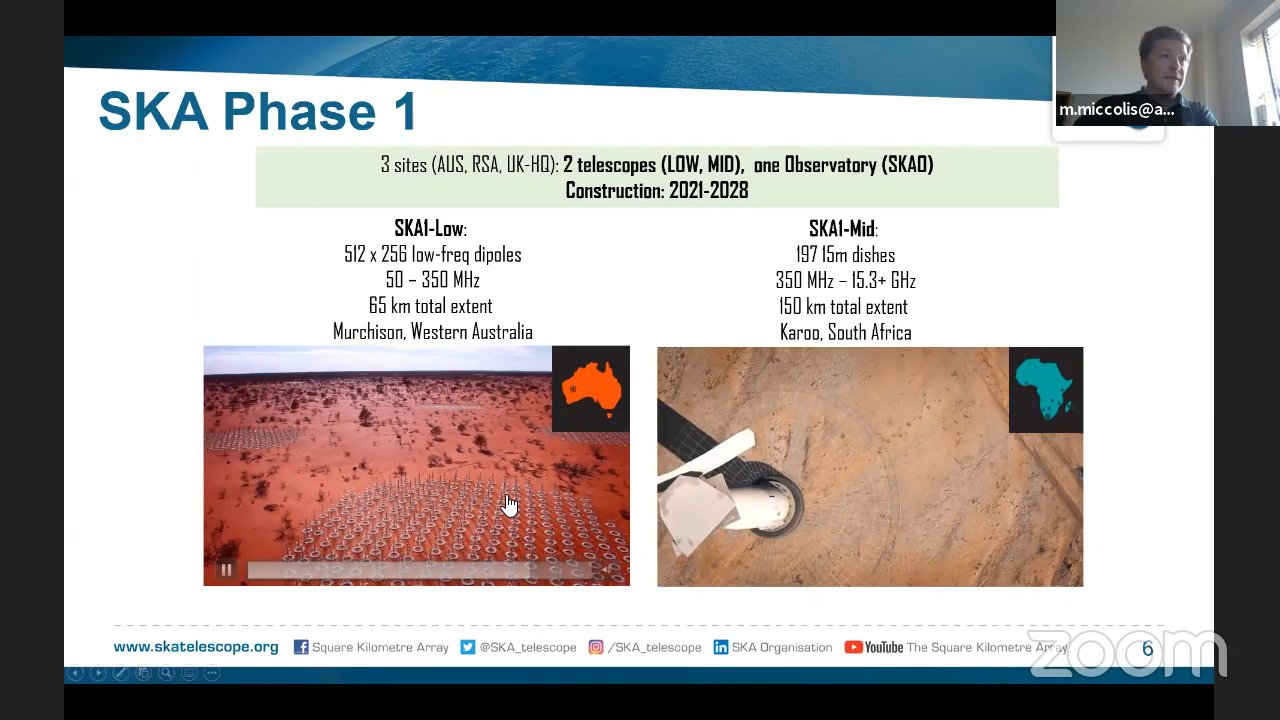 m.miccolis@a...
SKA Phase 1
3 sites (AUS, RSA, UK-HQ): 2 telescopes (LOW, MID), one Observatory (SKAO)
Construction: 2021-2028
SKA1-Low:
512 x 256 low-freq dipoles
50 – 350 MHz
65 km total extent
Murchison, Western Australia
SKA1-Mid:
197 15m dishes
350 MHz – 15.3+ GHz
150 km total extent
Karoo, South Africa
www.skatelescope.org Square Kilometre Array @SKA_telescope /SKA_telescope SKA Organisation YouTube The Square Kilometre Array 6
zoom